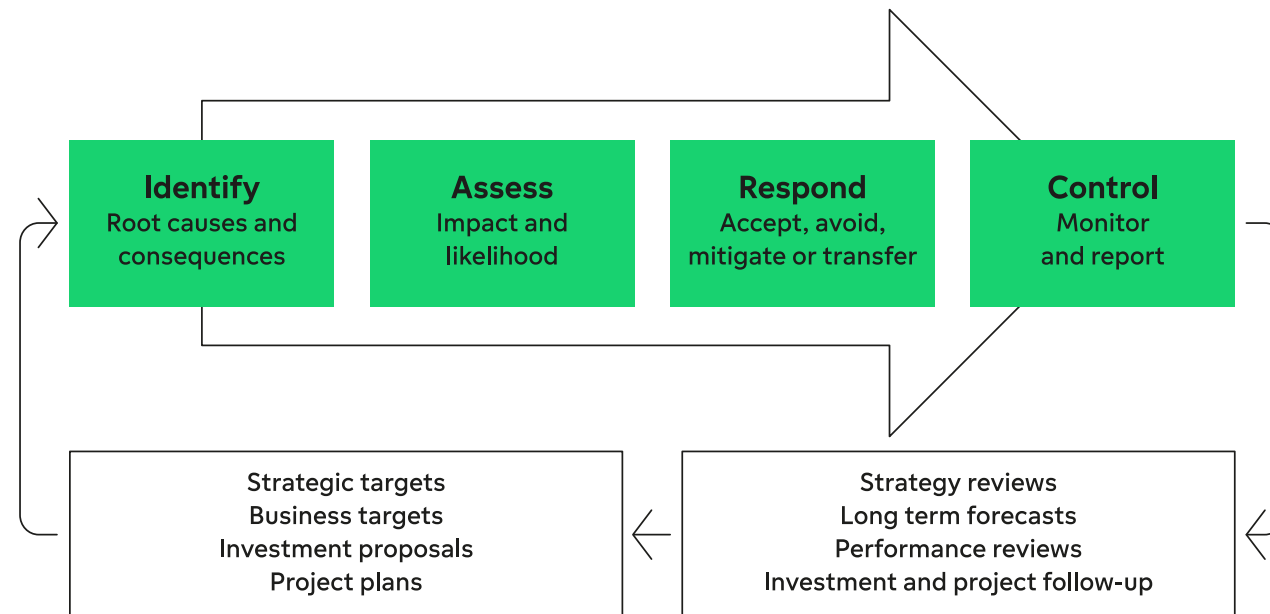 Identify
Root causes and
consequences
Assess
Impact and
likelihood
Respond
Accept, avoid,
mitigate or transfer
Control
Monitor
and report
Strategic targets
Business targets
Investment proposals
Project plans
Strategy reviews
Long term forecasts
Performance reviews
Investment and project follow-up